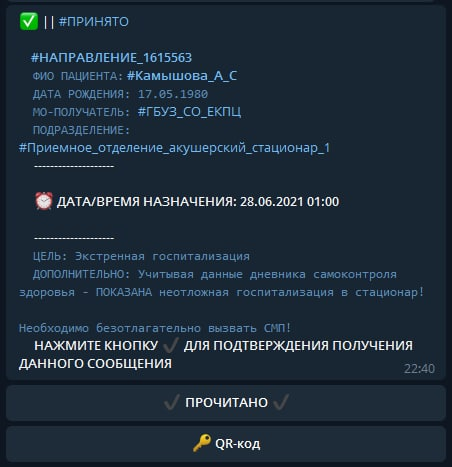 ✅ || #ПРИНЯТО
#НАПРАВЛЕНИЕ_1615563
ФИО ПАЦИЕНТА: #Камышова_А_С
ДАТА РОЖДЕНИЯ: 17.05.1980
МО-ПОЛУЧАТЕЛЬ: #ГБУЗ_СО_ЕКПЦ
ПОДРАЗДЕЛЕНИЕ:
#Приемное_отделение_акушерский_стационар_1
--------------------
⏰ ДАТА/ВРЕМЯ НАЗНАЧЕНИЯ: 28.06.2021 01:00
--------------------
ЦЕЛЬ: Экстренная госпитализация
ДОПОЛНИТЕЛЬНО: Учитывая данные дневника самоконтроля
здоровья - ПОКАЗАНА неотложная госпитализация в стационар!
Необходимо безотлагательно вызвать СМП!
НАЖМИТЕ КНОПКУ ✔ ДЛЯ ПОДТВЕРЖДЕНИЯ ПОЛУЧЕНИЯ
ДАННОГО СООБЩЕНИЯ
22:40
✔ ПРОЧИТАНО ✔
🔑 QR-код